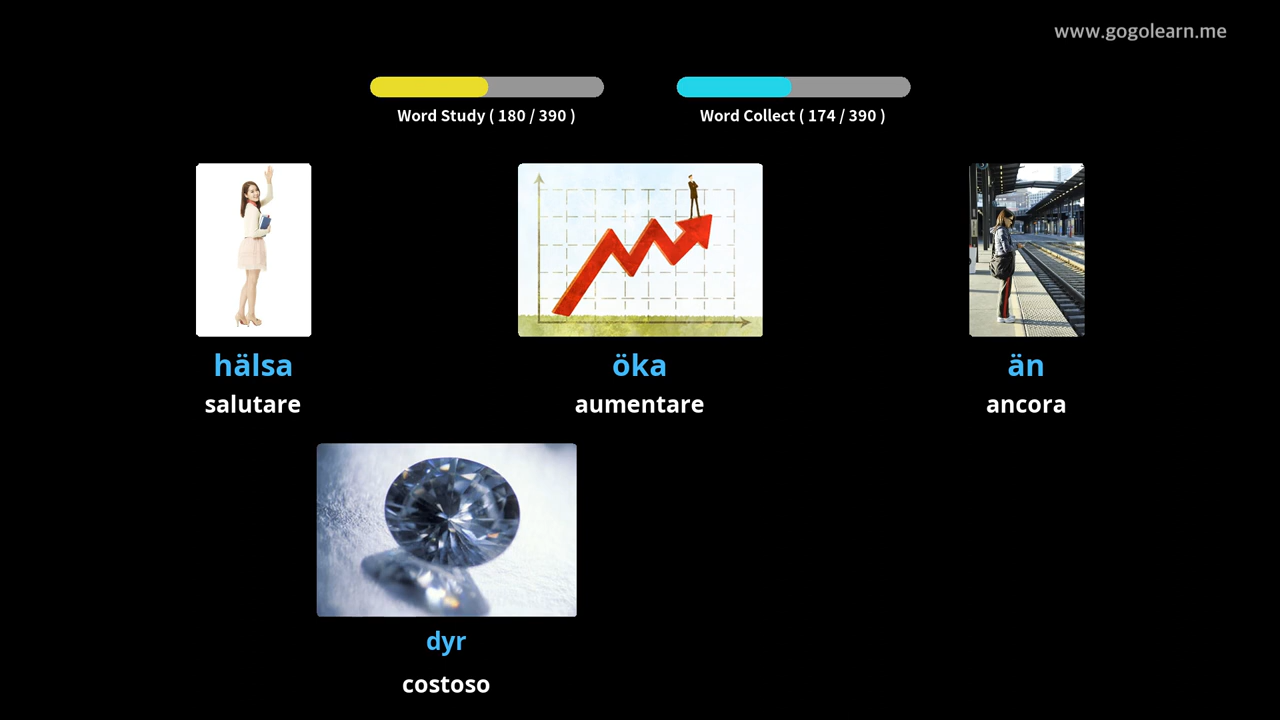 www.gogolearn.me
Word Study ( 180 / 390 )
Word Collect ( 174 / 390 )
hälsa
salutare
öka
aumentare
än
ancora
dyr
costoso